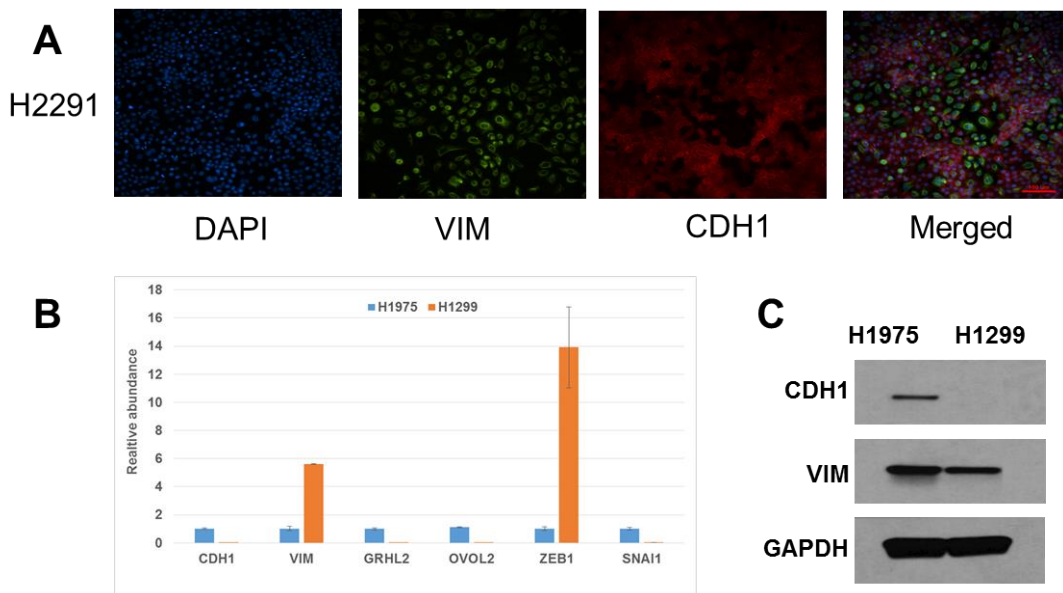 A
H2291
DAPI VIM CDH1 Merged
B
18
H1975 H1299
16
14
12
10
8
6
4
2
0
Realtive abundance
CDH1 VIM GRHL2 OVOL2 ZEB1 SNAI1
C
H1975 H1299
CDH1
VIM
GAPDH